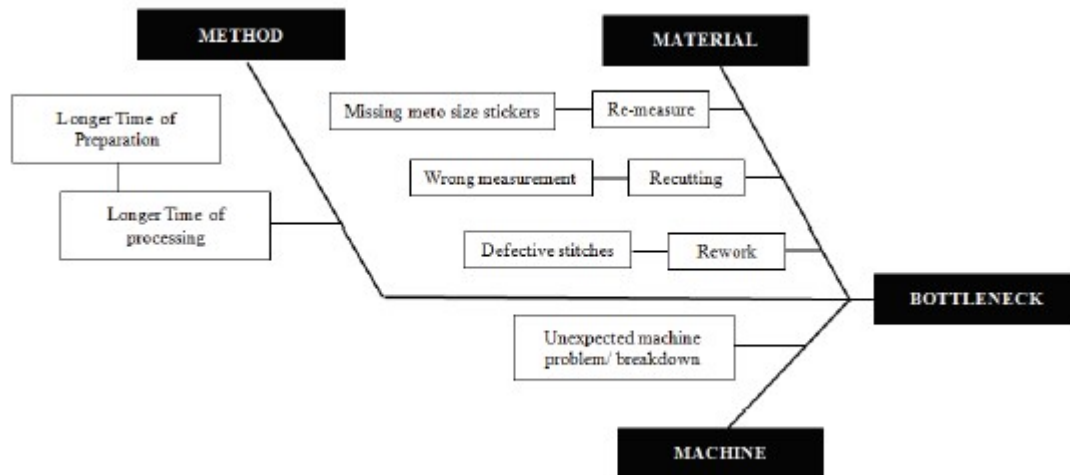 METHOD
MATERIAL
Longer Time of
Preparation
Missing meto size stickers
Re-measure
Wrong measurement
Recutting
Longer Time of
processing
Defective stitches
Rework
BOTTLENECK
Unexpected machine
problem/ breakdown
MACHINE